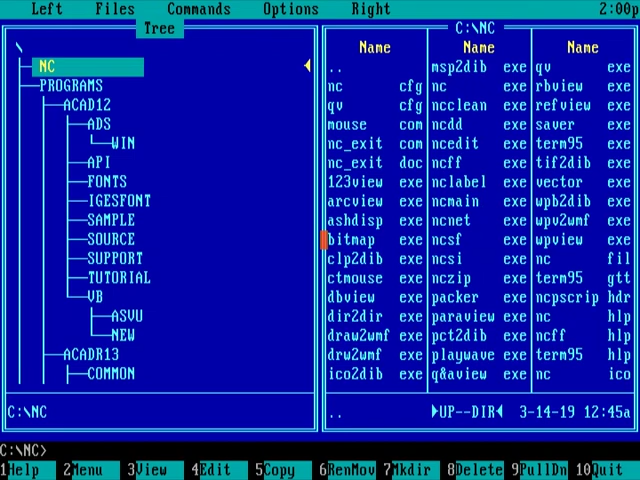 Left Files Commands Options Right 2:00p
Tree C:\NC
\ Name Name Name
NC .. msp2dib exe qv exe
PROGRAMS nc cfg nc exe rbview exe
ACAD12 qv cfg ncclean exe refview exe
ADS mouse com ncdd exe saver exe
WIN nc_exit com ncedit exe term95 exe
API nc_exit doc ncff exe tif2dib exe
FONTS 123view exe nclabel exe vector exe
IGESFONT arcview exe ncmain exe wpb2dib exe
SAMPLE ashdisp exe ncnet exe wpv2wmf exe
SOURCE bitmap exe ncsf exe wpview exe
SUPPORT clp2dib exe ncsi exe nc fil
TUTORIAL ctmouse exe nczip exe term95 gtt
VB dbview exe packer exe ncpscrip hdr
ASVU dir2dir exe paraview exe nc hlp
NEW draw2wmf exe pct2dib exe ncff hlp
ACADR13 drw2wmf exe playwave exe term95 hlp
COMMON ico2dib exe q&aview exe nc ico
C:\NC .. ►UP--DIR◄ 3-14-19 12:45a
C:\NC>
1Help 2Menu 3View 4Edit 5Copy 6RenMov 7Mkdir 8Delete 9PullDn 10Quit